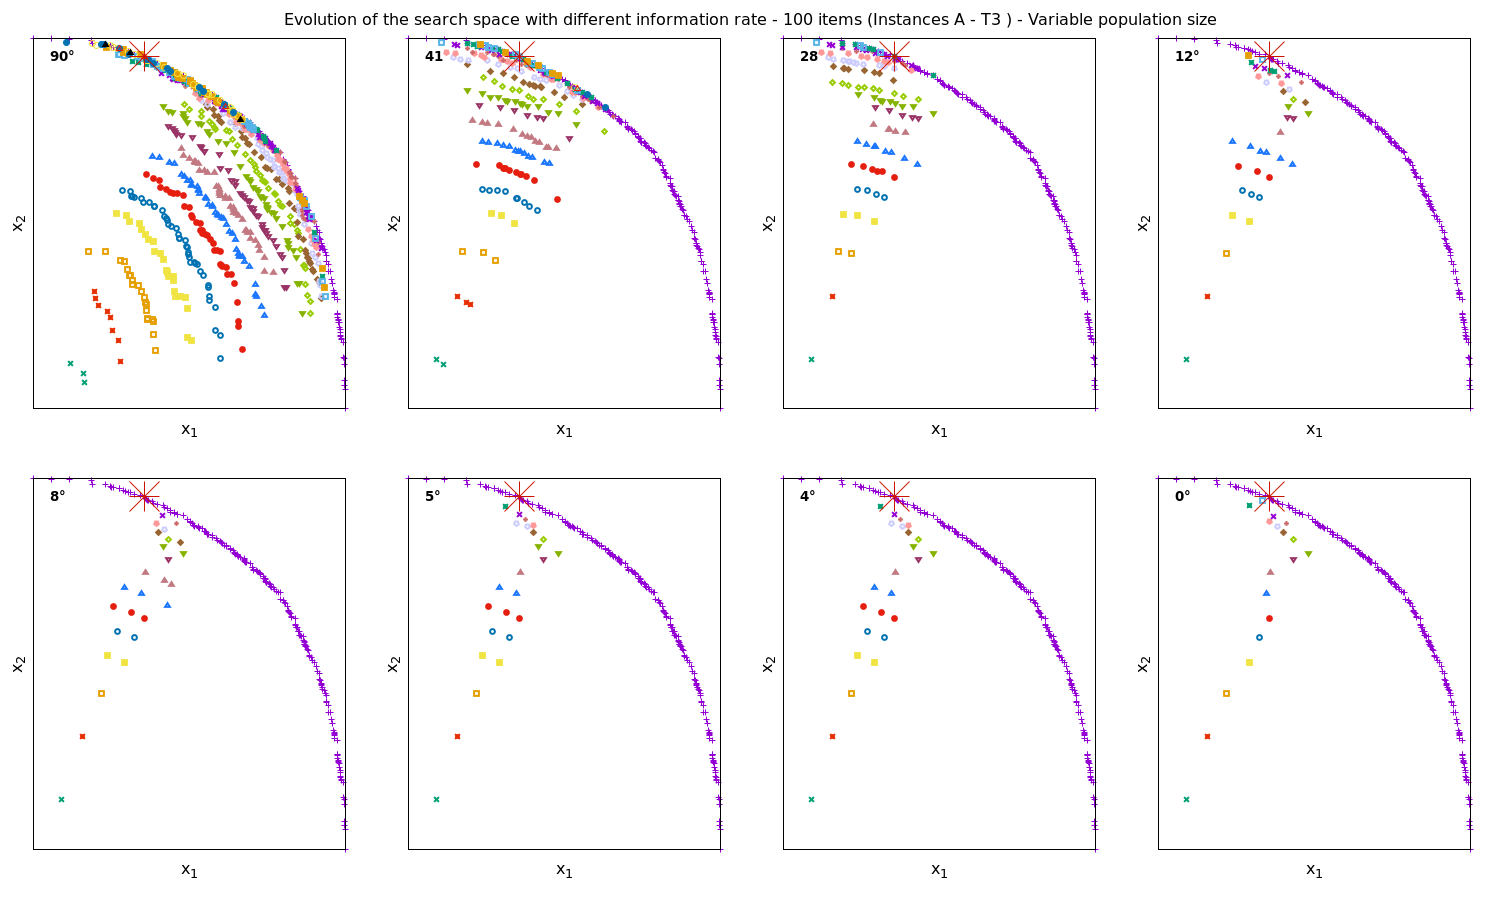 Evolution of the search space with different information rate - 100 items (Instances A - T3 ) - Variable population size
90°
41°
28°
12°
x2
x2
x2
x2
x1
x1
x1
x1
8°
5°
4°
0°
x2
x2
x2
x2
x1
x1
x1
x1